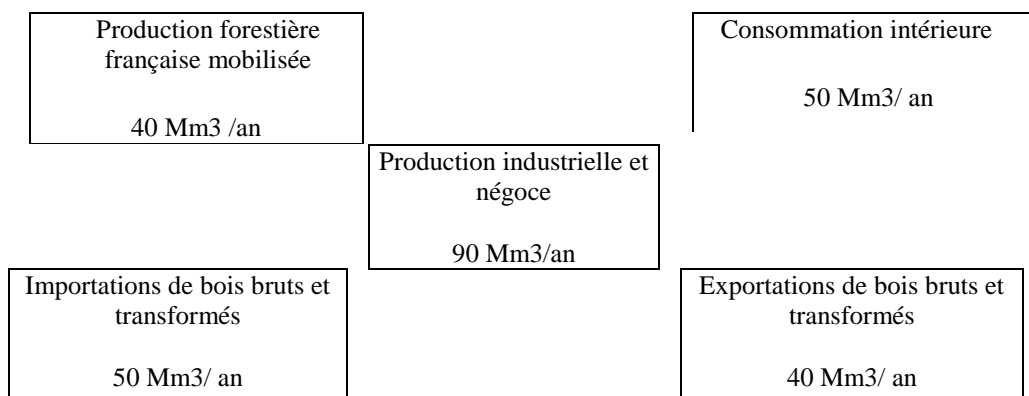 Production forestière
française mobilisée
40 Mm3 /an
Consommation intérieure
50 Mm3/ an
Production industrielle et
négoce
90 Mm3/an
Importations de bois bruts et
transformés
50 Mm3/ an
Exportations de bois bruts et
transformés
40 Mm3/ an